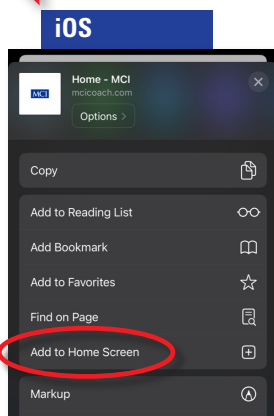 iOS
Home - MCI
MCI
mcicoach.com
Options >
Copy
Add to Reading List
Add Bookmark
Add to Favorites
Find on Page
Add to Home Screen
Markup